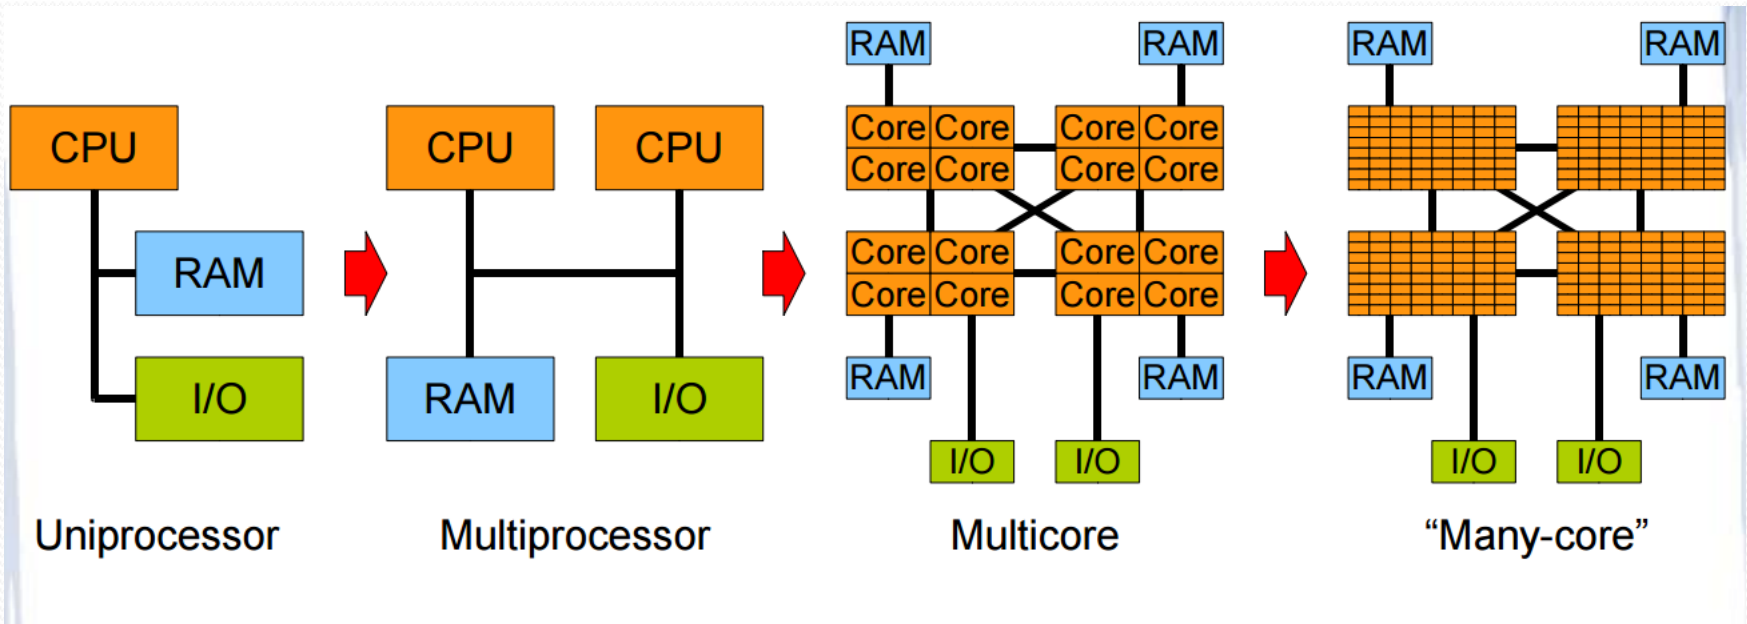 CPU
RAM
I/O
Uniprocessor
CPU CPU
RAM I/O
Multiprocessor
RAM RAM
Core Core Core Core
Core Core Core Core
Core Core Core Core
Core Core Core Core
RAM RAM
I/O I/O
Multicore
RAM RAM
RAM RAM
I/O I/O
“Many-core”